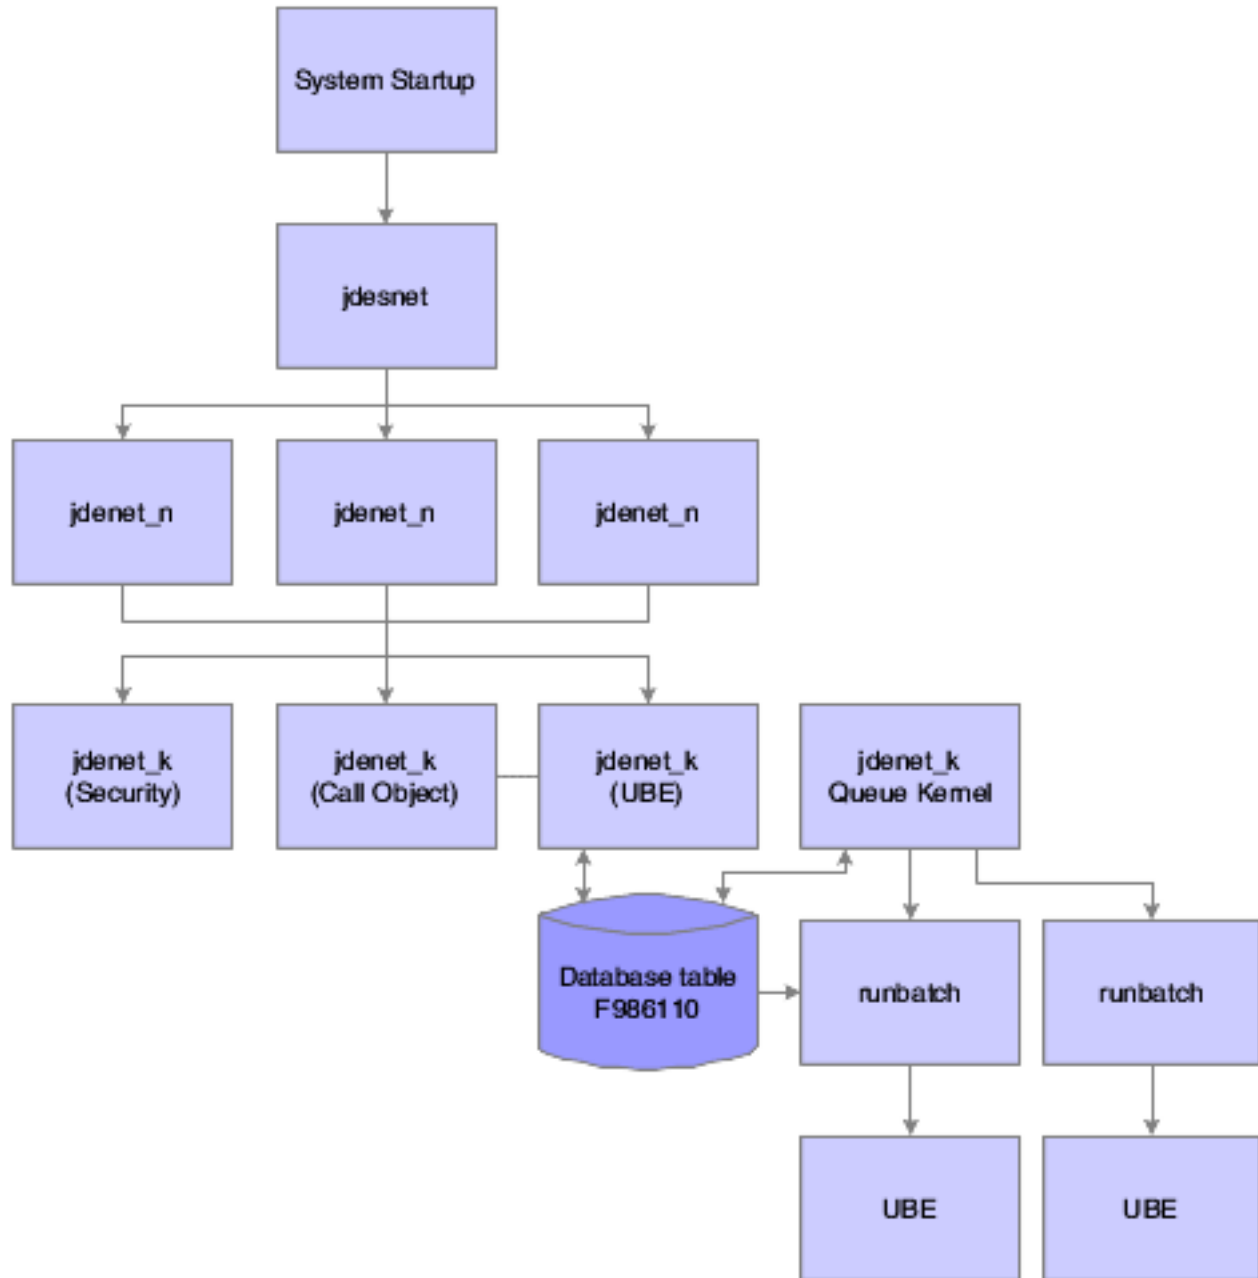 System Startup
jdesnet
jdenet_n
jdenet_n
jdenet_n
jdenet_k
(Security)
jdenet_k
(Call Object)
jdenet_k
(UBE)
jdenet_k
Queue Kernel
Database table
F986110
runbatch
runbatch
UBE
UBE